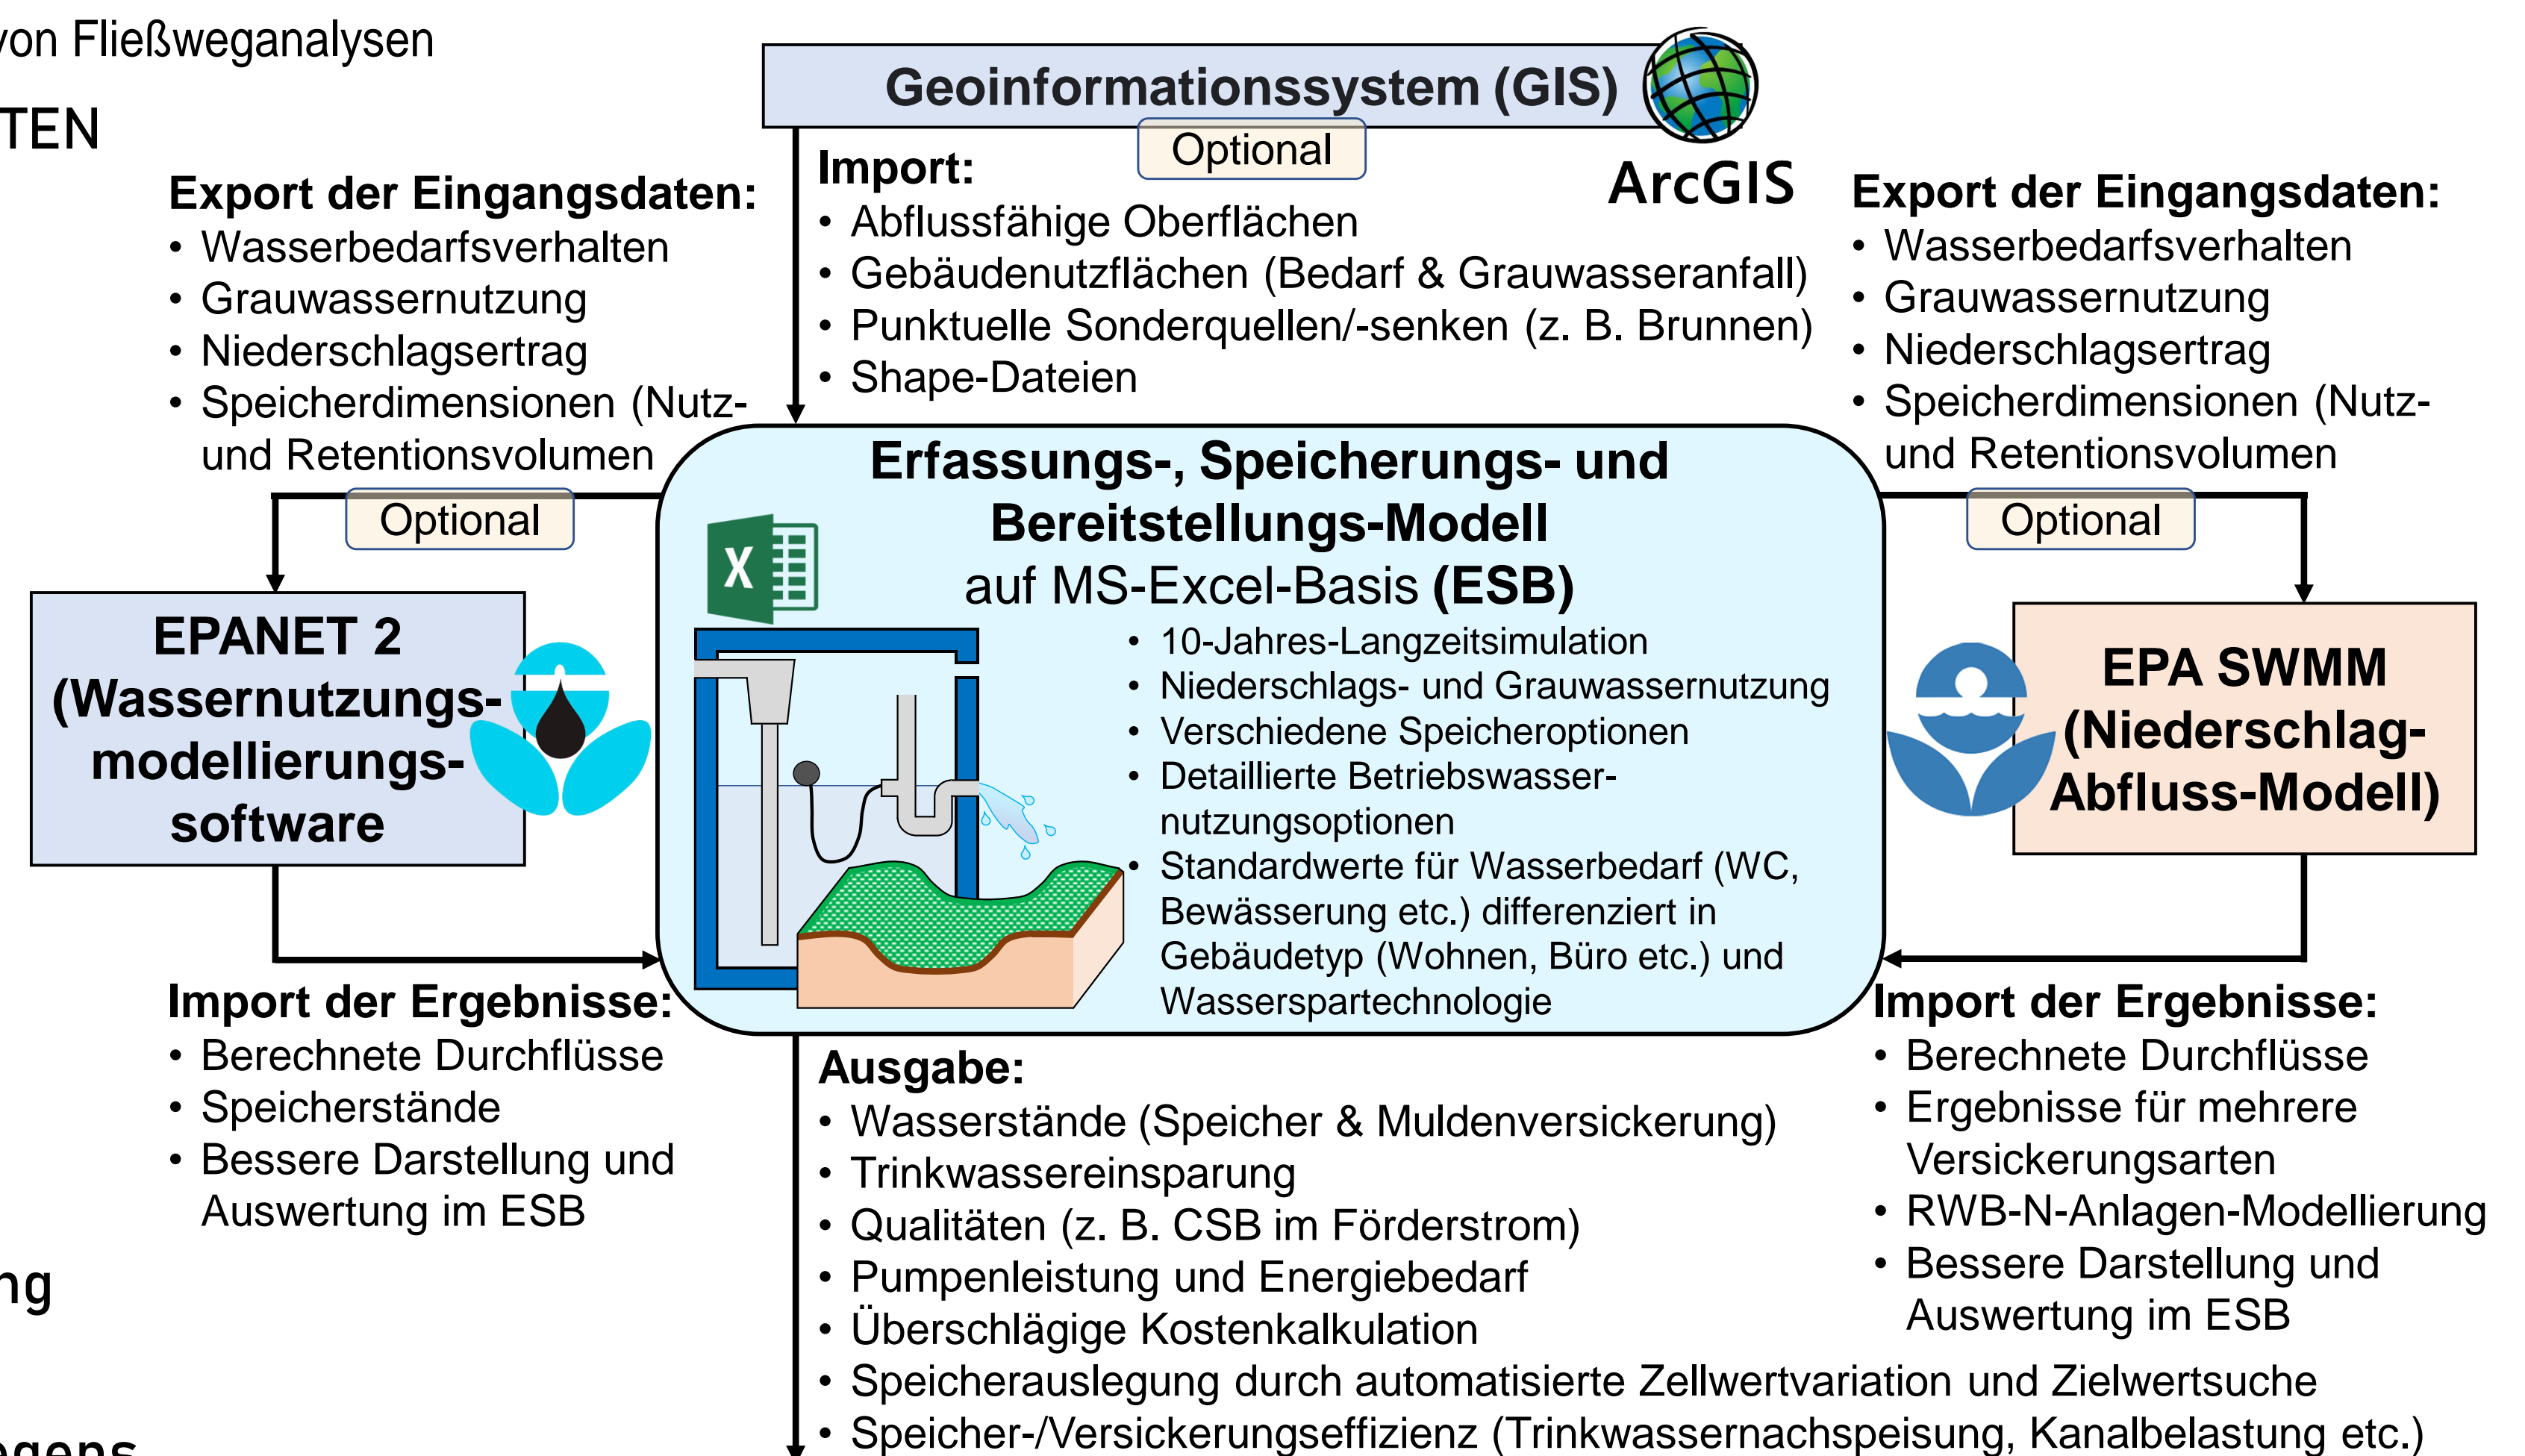 von Fließweganalysen
TEN
Geoinformationssystem (GIS)
Optional
ArcGIS
Import:
• Abflussfähige Oberflächen
• Gebäudenutzflächen (Bedarf & Grauwasseranfall)
• Punktuelle Sonderquellen/-senken (z. B. Brunnen)
• Shape-Dateien
Export der Eingangsdaten:
• Wasserbedarfsverhalten
• Grauwassernutzung
• Niederschlagsertrag
• Speicherdimensionen (Nutz-
und Retentionsvolumen
Optional
Export der Eingangsdaten:
• Wasserbedarfsverhalten
• Grauwassernutzung
• Niederschlagsertrag
• Speicherdimensionen (Nutz-
und Retentionsvolumen
Optional
EPANET 2
(Wassernutzungs-
modellierungs-
software
Erfassungs-, Speicherungs- und
Bereitstellungs-Modell
auf MS-Excel-Basis (ESB)
X
• 10-Jahres-Langzeitsimulation
• Niederschlags- und Grauwassernutzung
• Verschiedene Speicheroptionen
• Detaillierte Betriebswasser-
nutzungsoptionen
• Standardwerte für Wasserbedarf (WC,
Bewässerung etc.) differenziert in
Gebäudetyp (Wohnen, Büro etc.) und
Wasserspartechnologie
EPA SWMM
(Niederschlag-
Abfluss-Modell)
Import der Ergebnisse:
• Berechnete Durchflüsse
• Speicherstände
• Bessere Darstellung und
Auswertung im ESB
Ausgabe:
• Wasserstände (Speicher & Muldenversickerung)
• Trinkwassereinsparung
• Qualitäten (z. B. CSB im Förderstrom)
• Pumpenleistung und Energiebedarf
• Überschlägige Kostenkalkulation
• Speicherauslegung durch automatisierte Zellwertvariation und Zielwertsuche
• Speicher-/Versickerungseffizienz (Trinkwassernachspeisung, Kanalbelastung etc.)
Import der Ergebnisse:
• Berechnete Durchflüsse
• Ergebnisse für mehrere
Versickerungsarten
• RWB-N-Anlagen-Modellierung
• Bessere Darstellung und
Auswertung im ESB
ng